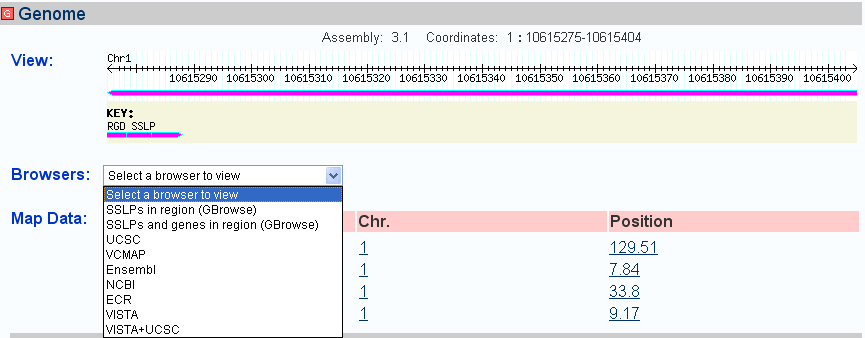 G Genome
Assembly: 3.1 Coordinates: 1 : 10615275-10615404
View:
Chr1
10615290 10615300 10615310 10615320 10615330 10615340 10615350 10615360 10615370 10615380 10615390 10615400
KEY:
RGD SSLP
Browsers: Select a browser to view
Select a browser to view
SSLPs in region (GBrowse)
SSLPs and genes in region (GBrowse)
UCSC
VCMAP
Ensembl
NCBI
ECR
VISTA
VISTA+UCSC
Map Data: Chr. Position
1 129.51
1 7.84
1 33.8
1 9.17